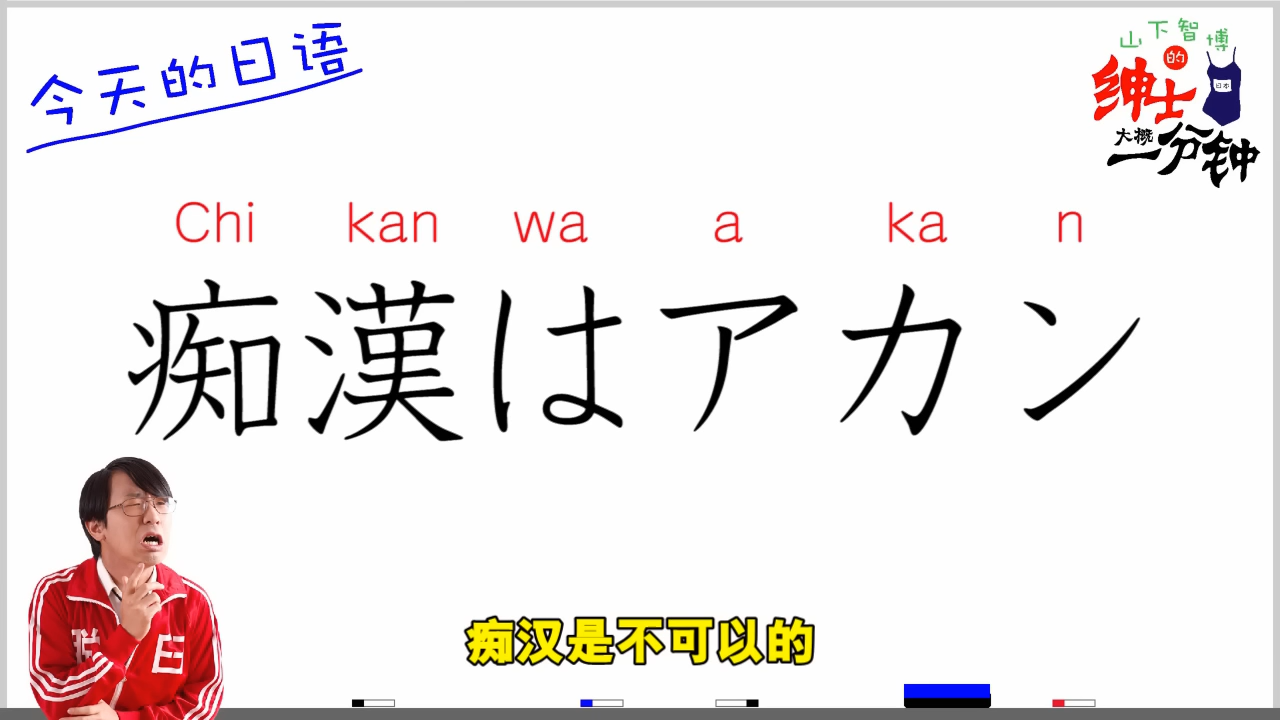 今天的日语
山下智博
的
绅士
日本
大概
一分钟
Chi kan wa a ka n
痴漢はアカン
日
痴汉是不可以的